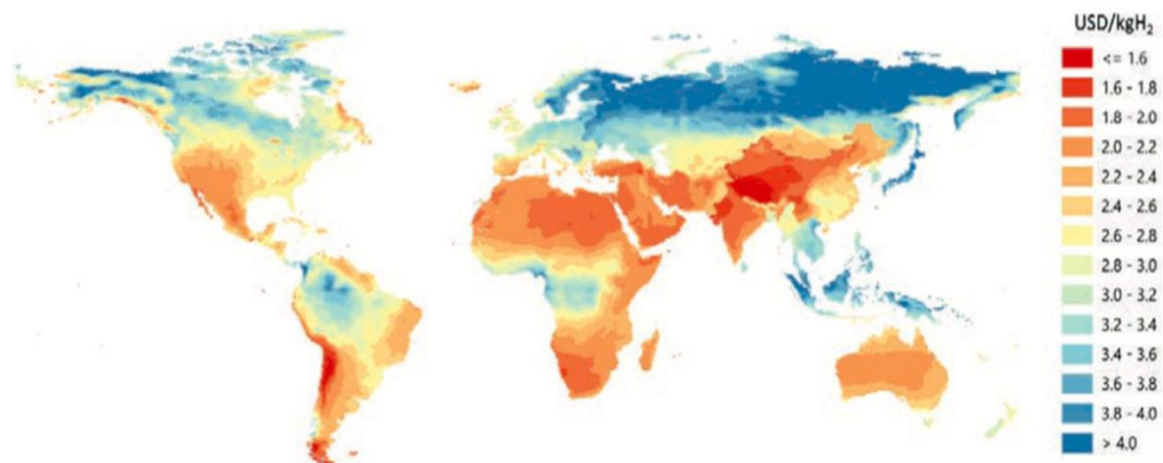 USD/kgH₂
<= 1.6
1.6 - 1.8
1.8 - 2.0
2.0 - 2.2
2.2 - 2.4
2.4 - 2.6
2.6 - 2.8
2.8 - 3.0
3.0 - 3.2
3.2 - 3.4
3.4 - 3.6
3.6 - 3.8
3.8 - 4.0
> 4.0